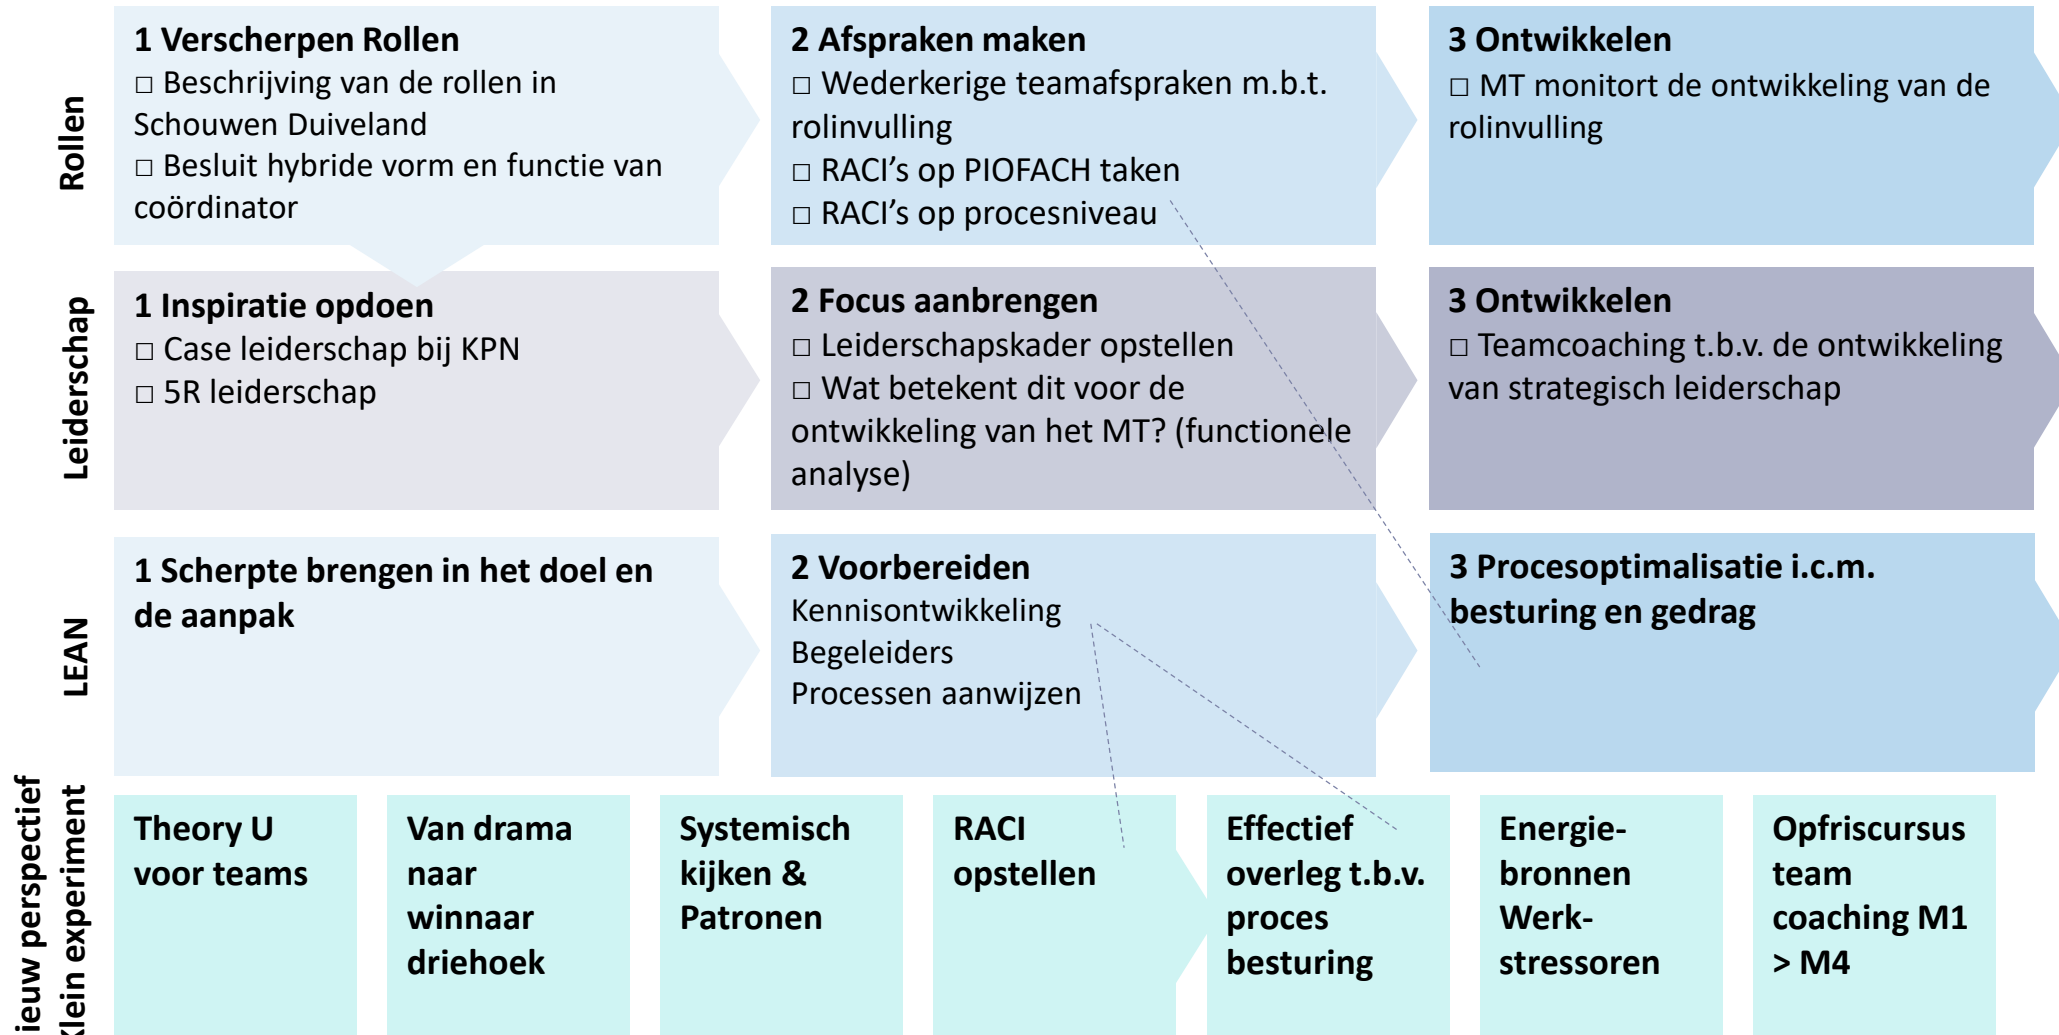 Rollen
1 Verscherpen Rollen
□ Beschrijving van de rollen in
Schouwen Duiveland
□ Besluit hybride vorm en functie van
coördinator
2 Afspraken maken
□ Wederkerige teamafspraken m.b.t.
rolinvulling
□ RACI's op PIOFACH taken
□ RACI's op procesniveau
3 Ontwikkelen
□ MT monitort de ontwikkeling van de
rolinvulling
Leiderschap
1 Inspiratie opdoen
□ Case leiderschap bij KPN
□ 5R leiderschap
2 Focus aanbrengen
□ Leiderschapskader opstellen
□ Wat betekent dit voor de
ontwikkeling van het MT? (functionele
analyse)
3 Ontwikkelen
□ Teamcoaching t.b.v. de ontwikkeling
van strategisch leiderschap
LEAN
1 Scherpte brengen in het doel en
de aanpak
2 Voorbereiden
Kennisontwikkeling
Begeleiders
Processen aanwijzen
3 Procesoptimalisatie i.c.m.
besturing en gedrag
perspectief
klein experiment
Theory U
voor teams
Van drama
naar
winnaar
driehoek
Systemisch
kijken &
Patronen
RACI
opstellen
Effectief
overleg t.b.v.
proces
besturing
Energie-
bronnen
Werk-
stressoren
Opfriscursus
team
coaching M1
> M4